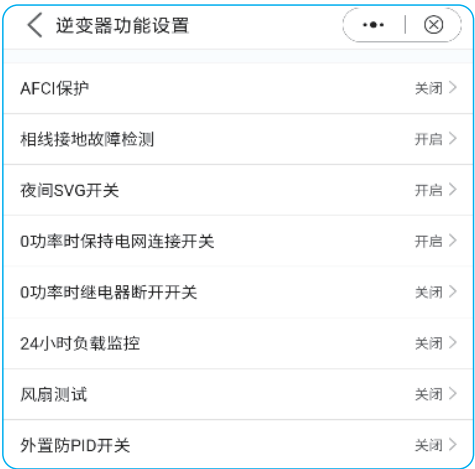 逆变器功能设置
AFCI保护 关闭
相线接地故障检测 开启
夜间SVG开关 开启
0功率时保持电网连接开关 开启
0功率时继电器断开开关 关闭
24小时负载监控 关闭
风扇测试 关闭
外置防PID开关 关闭